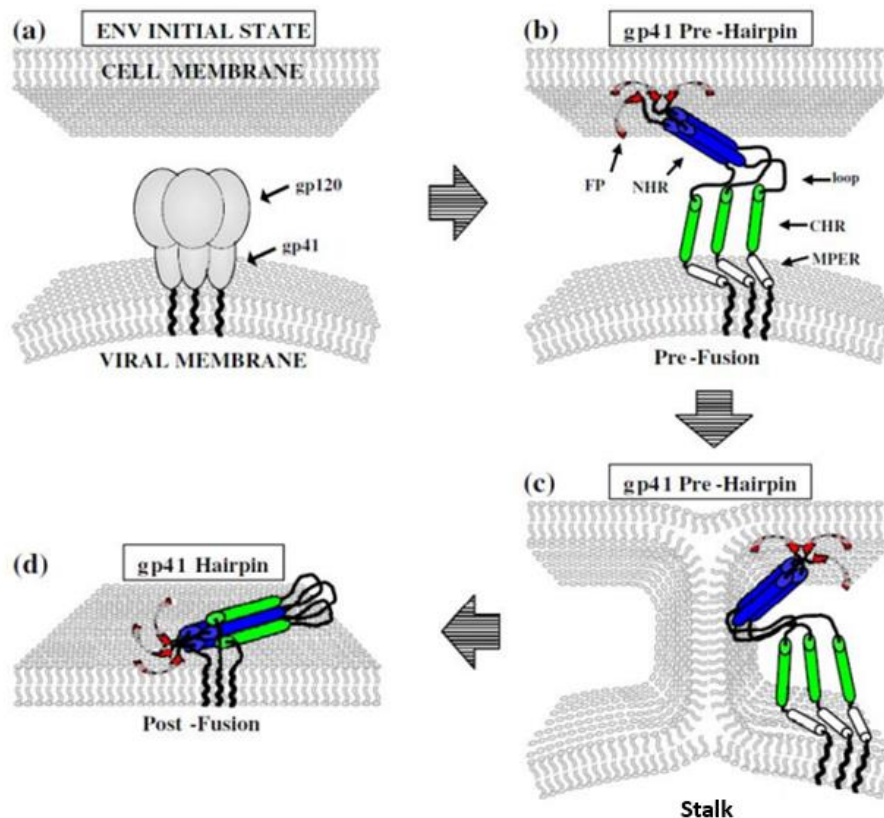 (a) ENV INITIAL STATE
CELL MEMBRANE
gp120
gp41
VIRAL MEMBRANE
(b) gp41 Pre-Hairpin
FP
NHR
loop
CHR
MPER
Pre-Fusion
(c) gp41 Pre-Hairpin
Stalk
(d) gp41 Hairpin
Post-Fusion